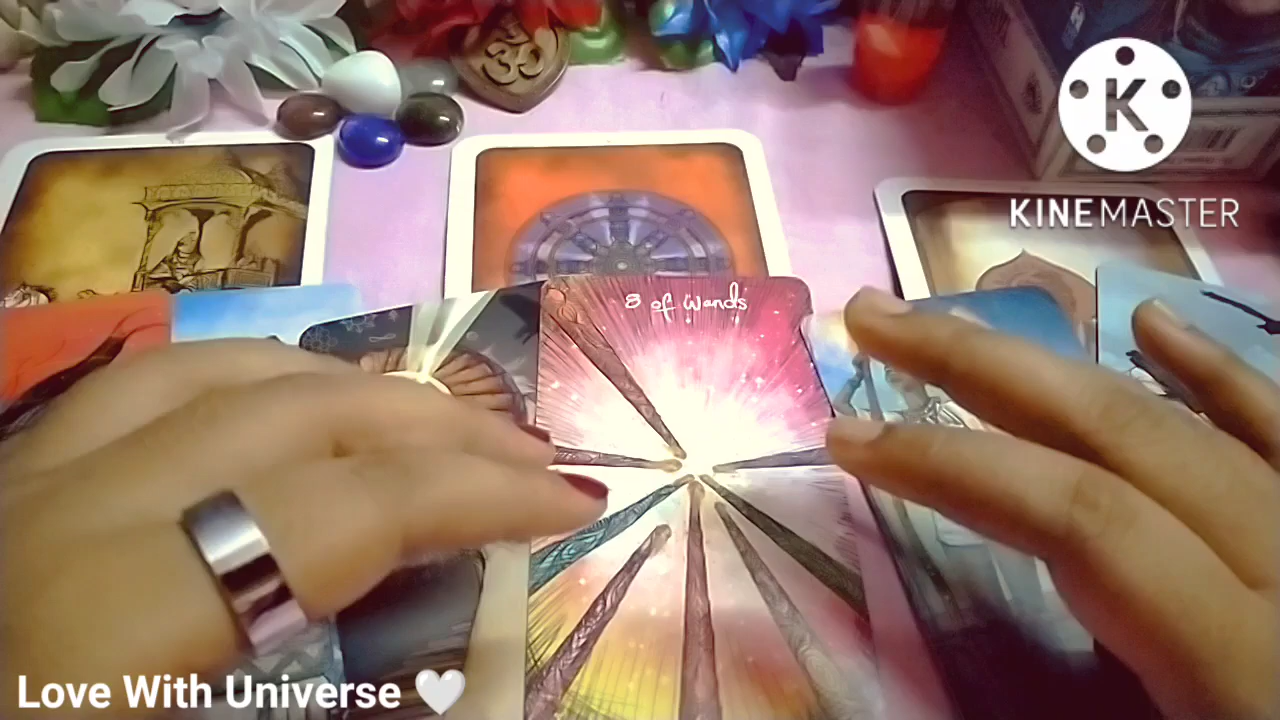 ॐ
K
KINEMASTER
8 of Wands
Love With Universe 🤍